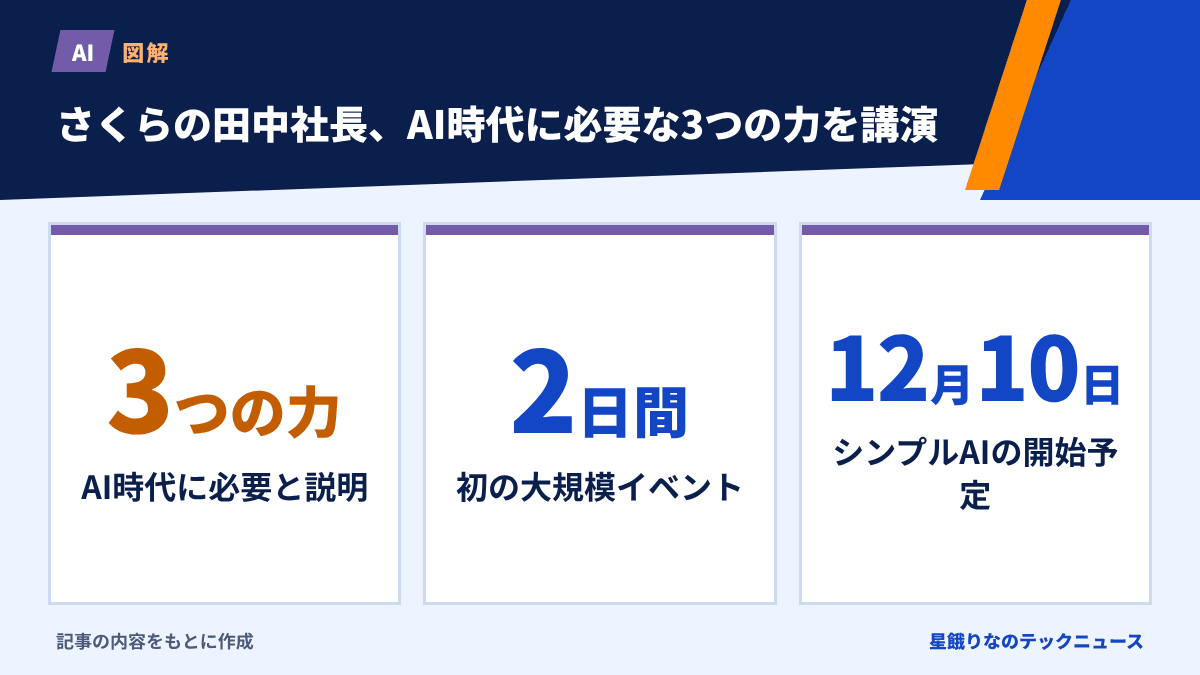 AI 図解
さくらの田中社長、AI時代に必要な3つの力を講演
3つの力
AI時代に必要と説明
2日間
初の大規模イベント
12月10日
シンプルAIの開始予
定
記事の内容をもとに作成
星餓りなのテックニュース